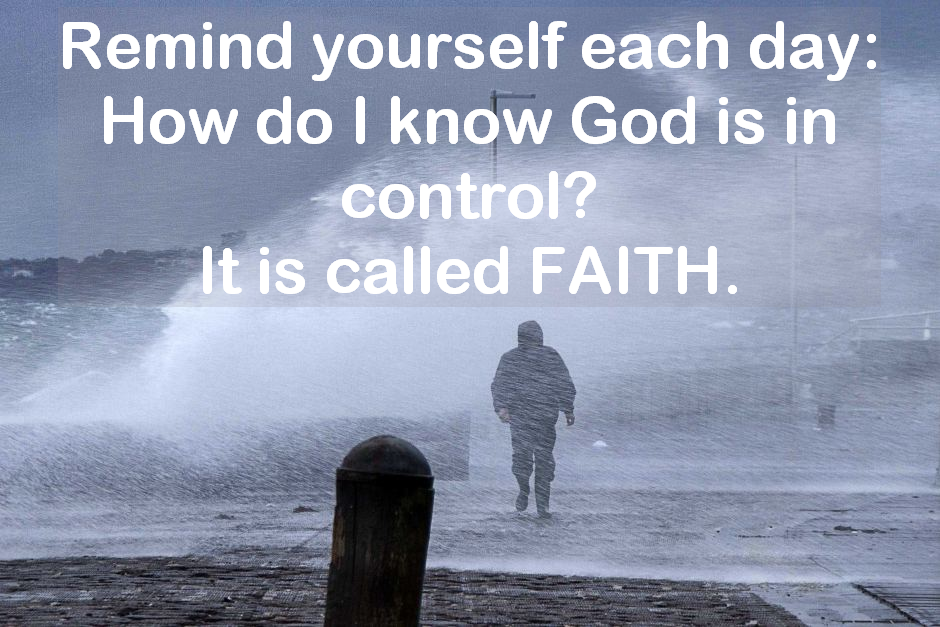 Remind yourself each day:
How do I know God is in
control?
It is called FAITH.